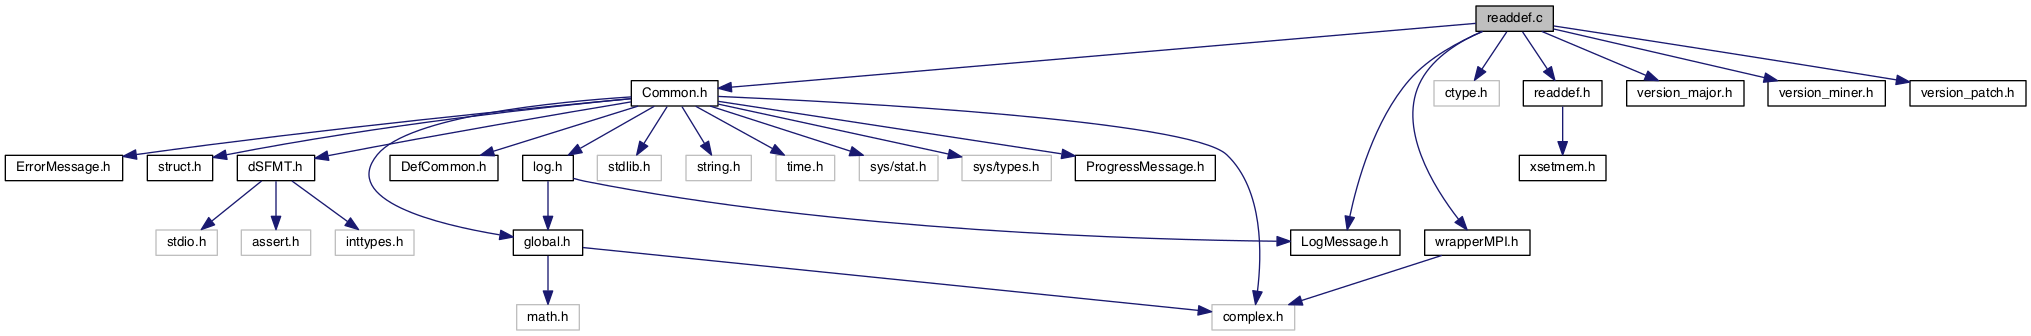 readdef.c
Common.h
ctype.h
readdef.h
version_major.h
version_miner.h
version_patch.h
ErrorMessage.h
struct.h
dSFMT.h
DefCommon.h
log.h
stdlib.h
string.h
time.h
sys/stat.h
sys/types.h
ProgressMessage.h
xsetmem.h
stdio.h
assert.h
inttypes.h
global.h
LogMessage.h
wrapperMPI.h
math.h
complex.h